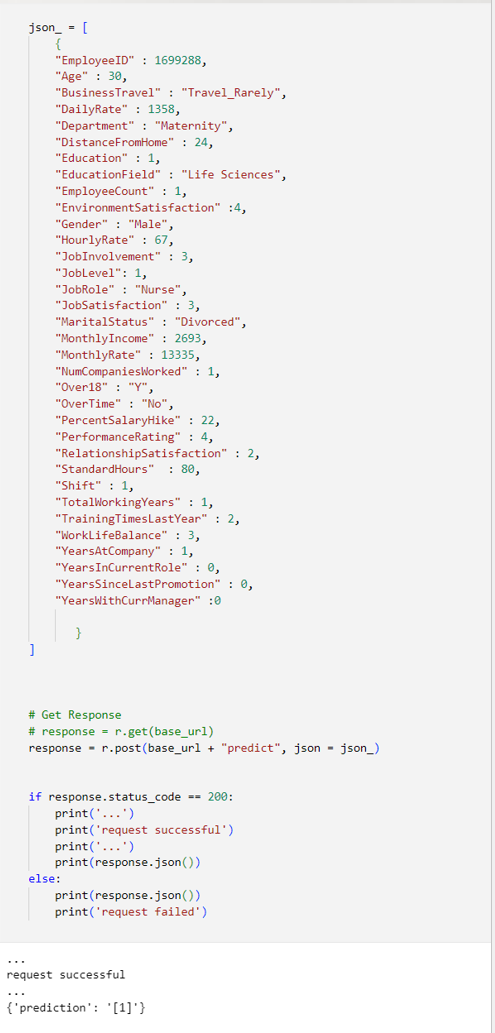 json_ = [
{
"EmployeeID" : 1699288,
"Age" : 30,
"BusinessTravel" : "Travel_Rarely",
"DailyRate" : 1358,
"Department" : "Maternity",
"DistanceFromHome" : 24,
"Education" : 1,
"EducationField" : "Life Sciences",
"EmployeeCount" : 1,
"EnvironmentSatisfaction" :4,
"Gender" : "Male",
"HourlyRate" : 67,
"JobInvolvement" : 3,
"JobLevel": 1,
"JobRole" : "Nurse",
"JobSatisfaction" : 3,
"MaritalStatus" : "Divorced",
"MonthlyIncome" : 2693,
"MonthlyRate" : 13335,
"NumCompaniesWorked" : 1,
"Over18" : "Y",
"OverTime" : "No",
"PercentSalaryHike" : 22,
"PerformanceRating" : 4,
"RelationshipSatisfaction" : 2,
"StandardHours"  : 80,
"Shift" : 1,
"TotalWorkingYears" : 1,
"TrainingTimesLastYear" : 2,
"WorkLifeBalance" : 3,
"YearsAtCompany" : 1,
"YearsInCurrentRole" : 0,
"YearsSinceLastPromotion" : 0,
"YearsWithCurrManager" :0
}
]
# Get Response
# response = r.get(base_url)
response = r.post(base_url + "predict", json = json_)
if response.status_code == 200:
print('...')
print('request successful')
print('...')
print(response.json())
else:
print(response.json())
print('request failed')
...
request successful
...
{'prediction': '[1]'}